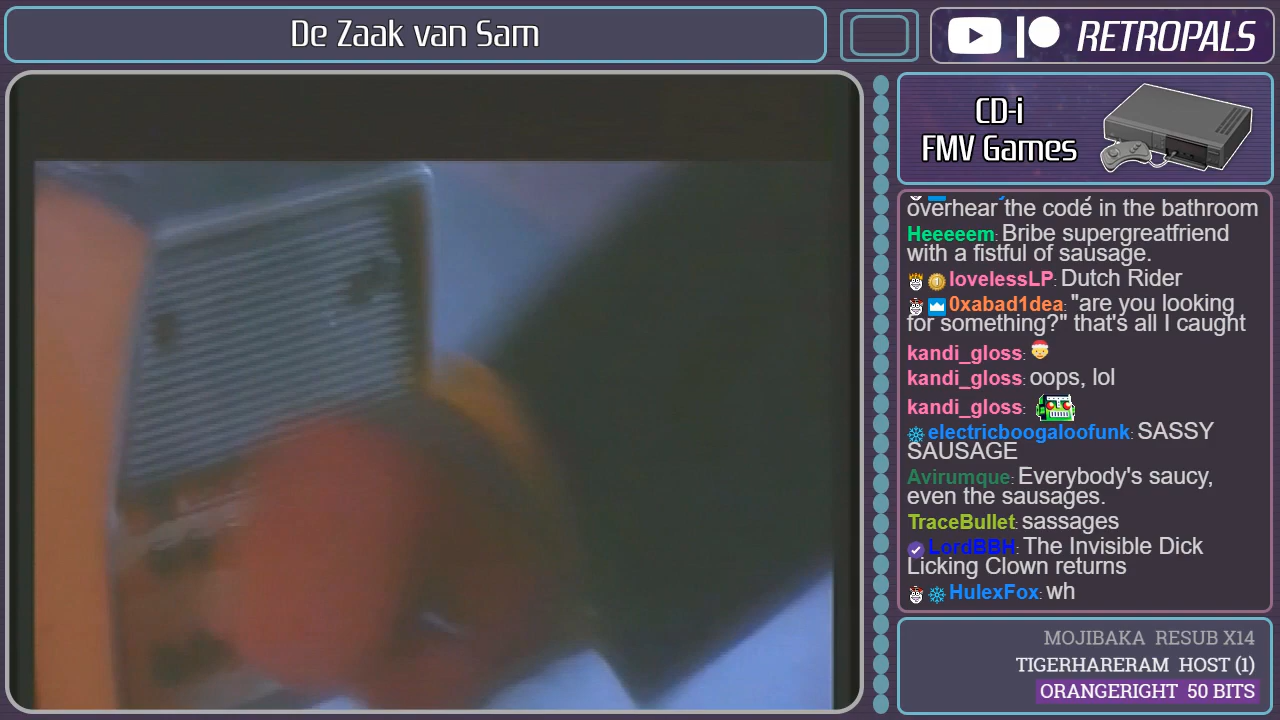 De Zaak van Sam
RETROPALS
CD-i
FMV Games
overhear the code in the bathroom
Heeeeem: Bribe supergreatfriend
with a fistful of sausage.
lovelessLP: Dutch Rider
0xabad1dea: "are you looking
for something?" that's all I caught
kandi_gloss:
kandi_gloss: oops, lol
kandi_gloss:
electricboogaloofunk: SASSY
SAUSAGE
Avirumque: Everybody's saucy,
even the sausages.
TraceBullet: sassages
LordBBH: The Invisible Dick
Licking Clown returns
HulexFox: wh
MOJIBAKA RESUB X14
TIGERHARERAM HOST (1)
ORANGERIGHT 50 BITS